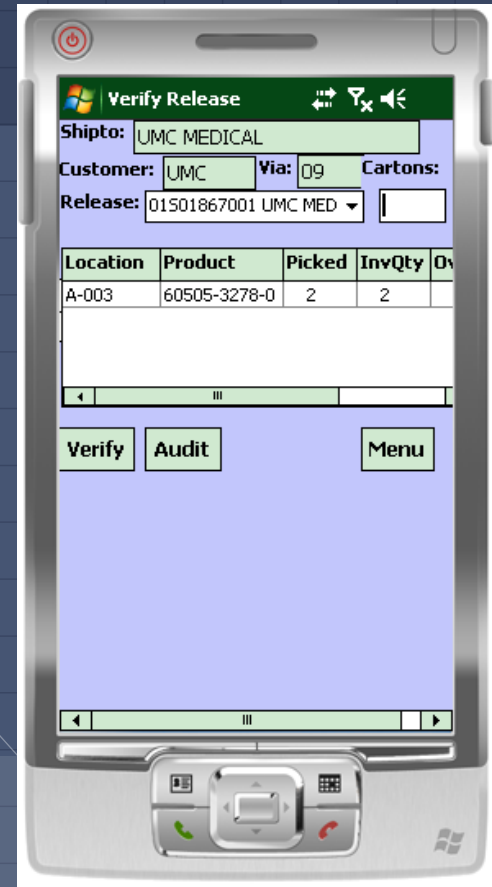 Verify Release
Shipto: UMC MEDICAL
Customer: UMC Via: 09 Cartons:
Release: 01S01867001 UMC MED
Location Product Picked InvQty Ov
A-003 60505-3278-0 2 2
Verify Audit Menu